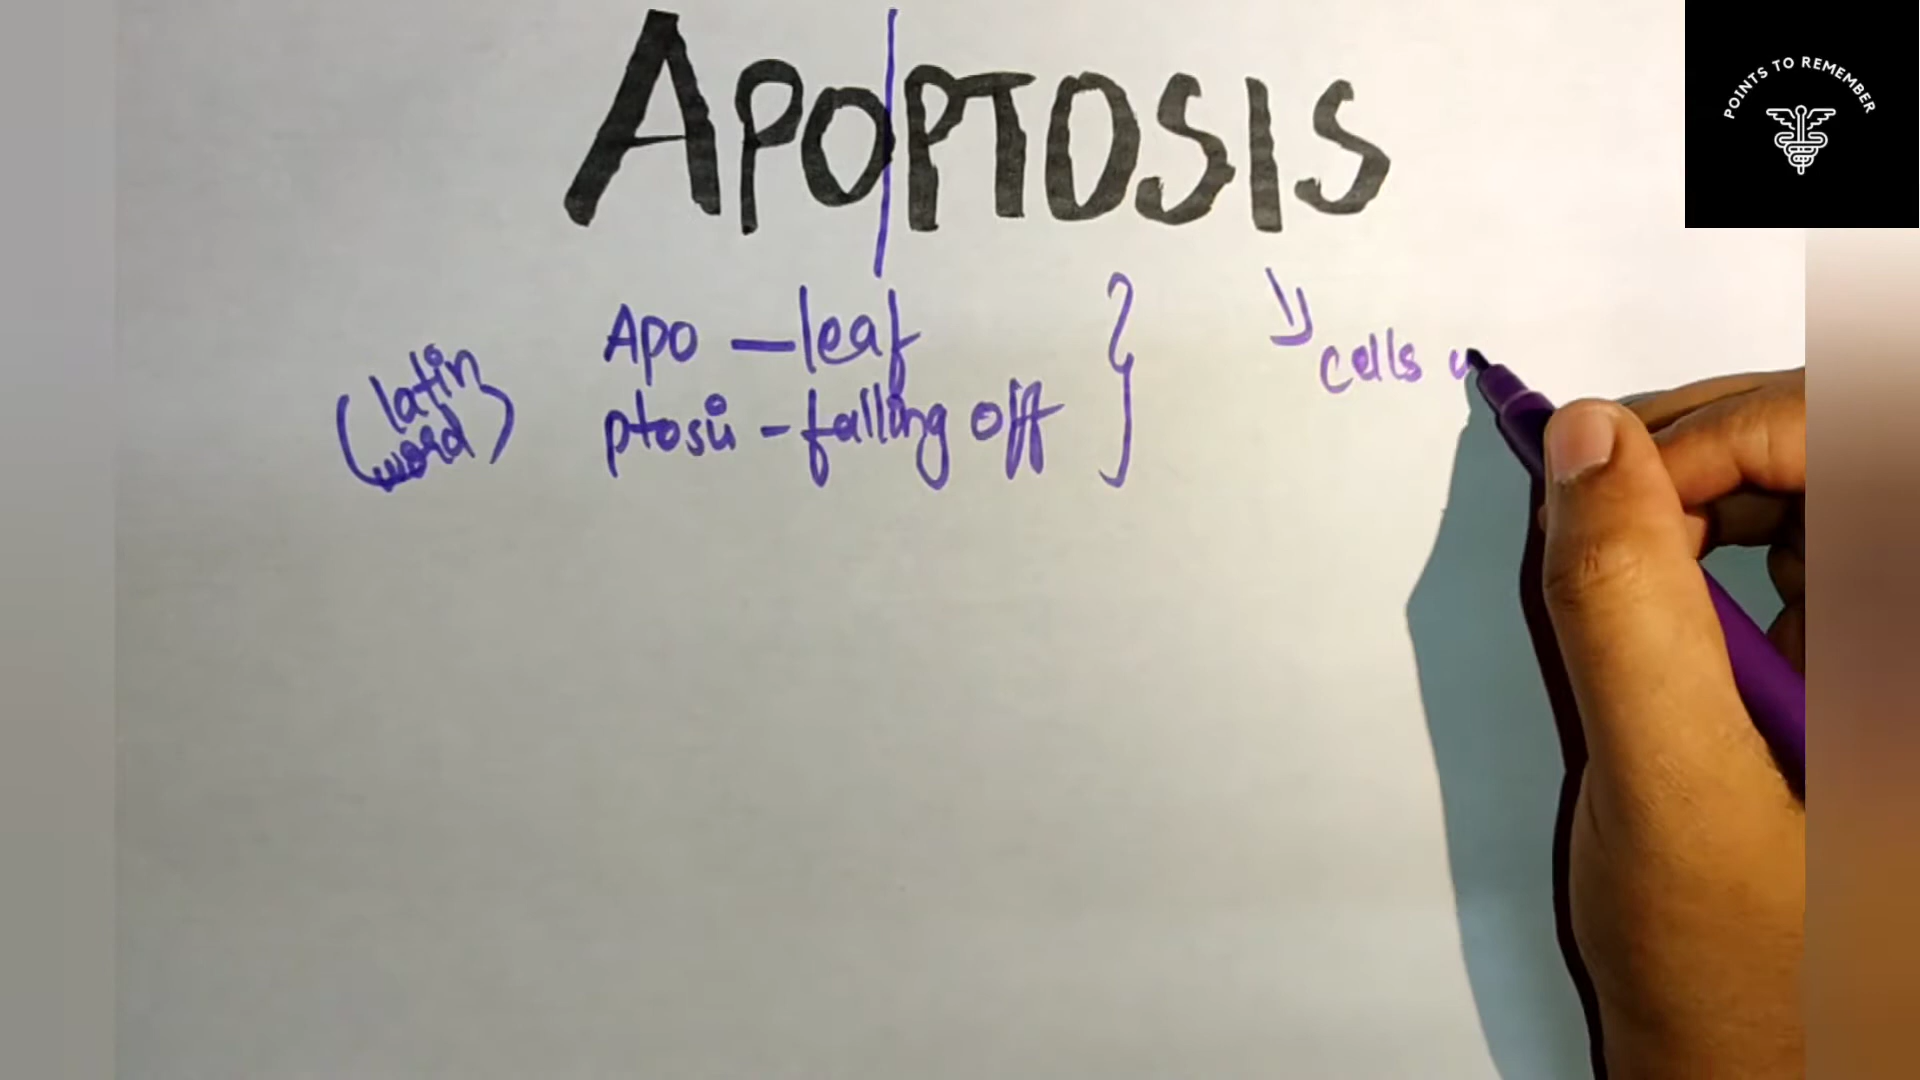 APOPTOSIS
POINTS TO REMEMBER
(latin
word)
Apo — leaf
ptosis - falling off
cells